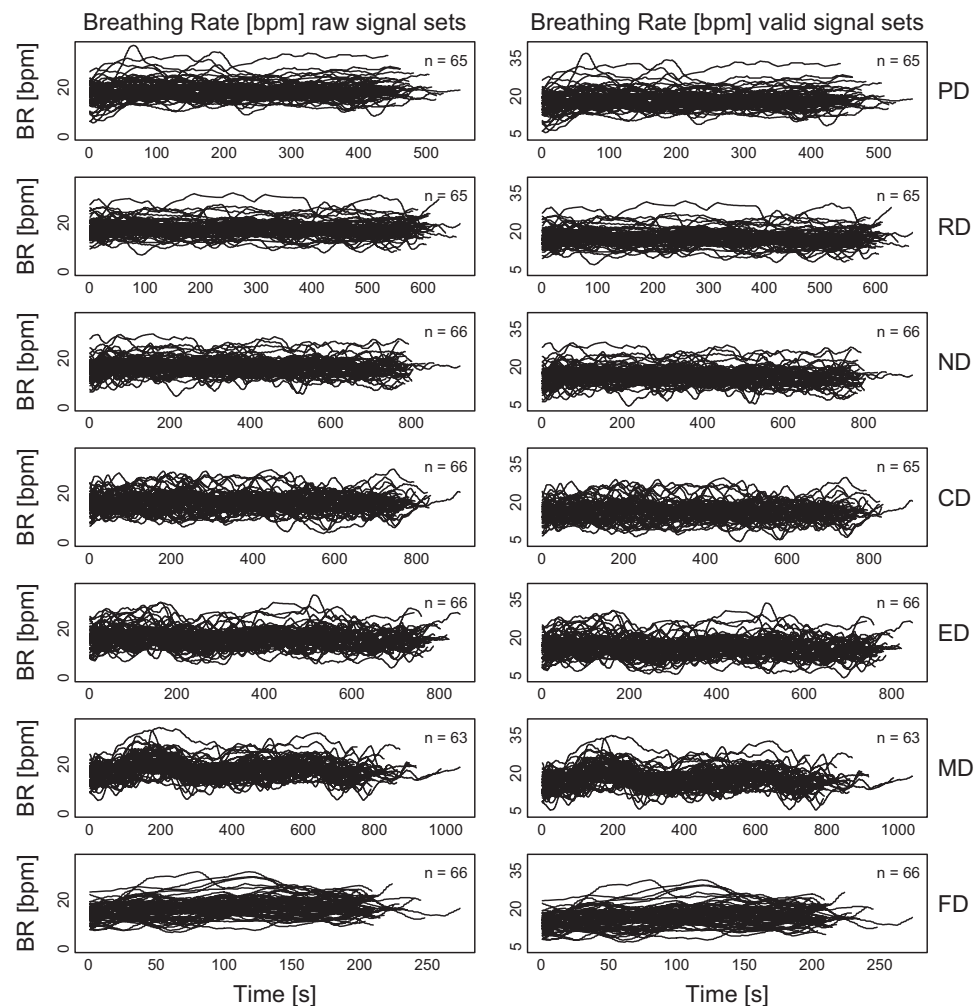 Breathing Rate [bpm] raw signal sets
Breathing Rate [bpm] valid signal sets
BR [bpm]
0 20
n = 65
0 100 200 300 400 500
5 20 35
n = 65
0 100 200 300 400 500
PD
BR [bpm]
0 20
n = 65
0 100 200 300 400 500 600
5 20 35
n = 65
0 100 200 300 400 500 600
RD
BR [bpm]
0 20
n = 66
0 200 400 600 800
5 20 35
n = 66
0 200 400 600 800
ND
BR [bpm]
0 20
n = 66
0 200 400 600 800
5 20 35
n = 65
0 200 400 600 800
CD
BR [bpm]
0 20
n = 66
0 200 400 600 800
5 20 35
n = 66
0 200 400 600 800
ED
BR [bpm]
0 20
n = 63
0 200 400 600 800 1000
5 20 35
n = 63
0 200 400 600 800 1000
MD
BR [bpm]
0 20
n = 66
0 50 100 150 200 250
5 20 35
n = 66
0 50 100 150 200 250
FD
Time [s]
Time [s]